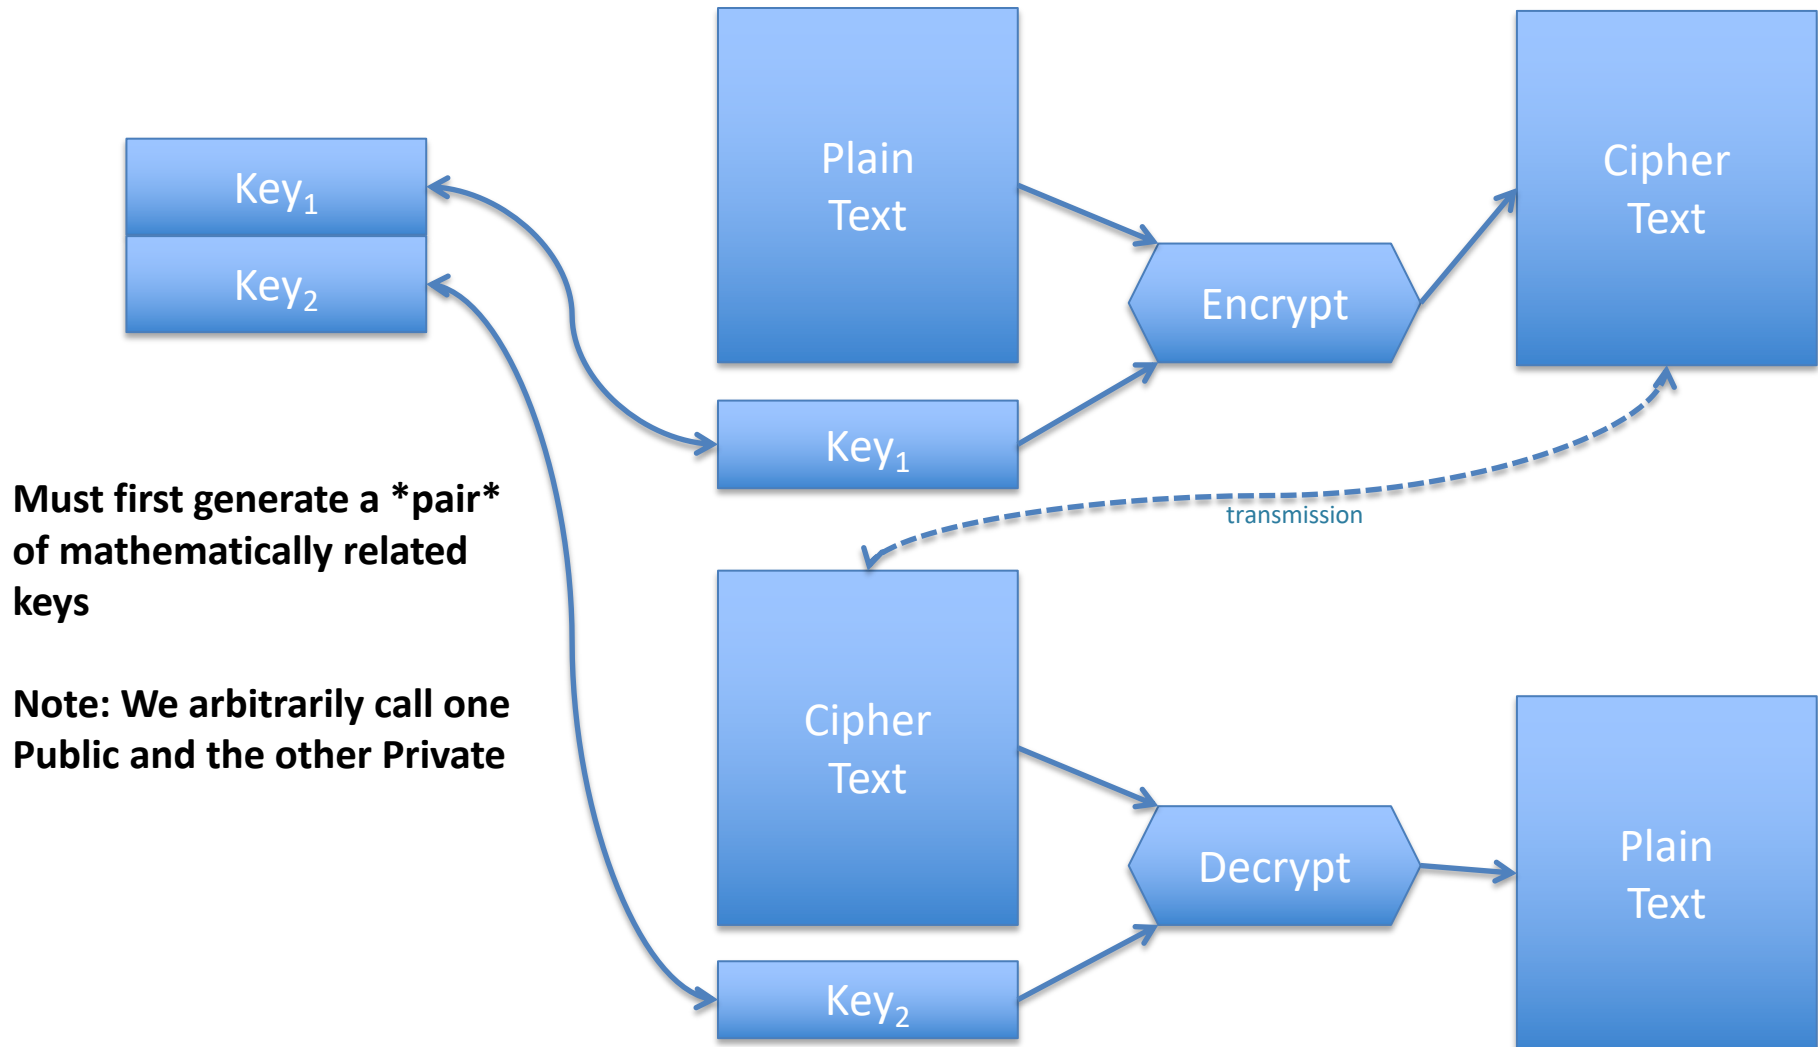 Key₁
Key₂
Must first generate a *pair*
of mathematically related
keys
Note: We arbitrarily call one
Public and the other Private
Plain
Text
Key₁
Encrypt
Cipher
Text
transmission
Cipher
Text
Key₂
Decrypt
Plain
Text